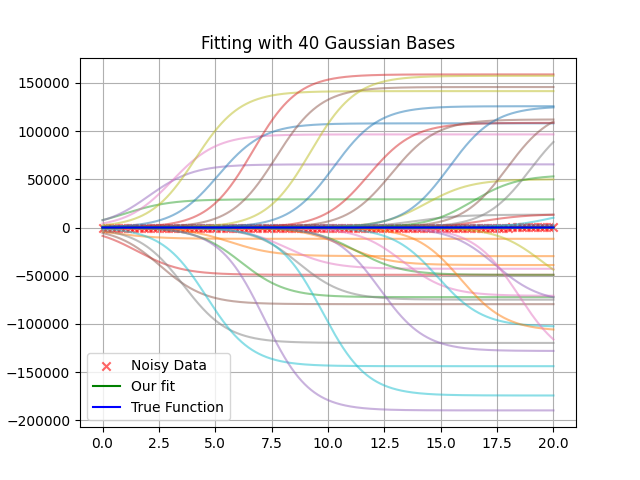 Fitting with 40 Gaussian Bases
150000
100000
50000
0
−50000
−100000
−150000
−200000
Noisy Data
Our fit
True Function
0.0 2.5 5.0 7.5 10.0 12.5 15.0 17.5 20.0